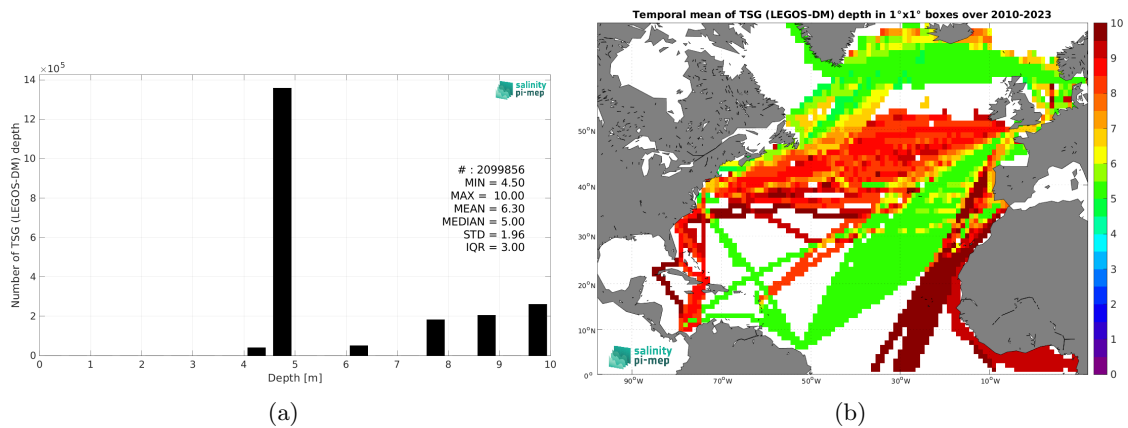 ×10⁵
14
12
10
8
6
4
2
0
Number of TSG (LEGOS-DM) depth
salinity
pi-mep
# : 2099856
MIN = 4.50
MAX = 10.00
MEAN = 6.30
MEDIAN = 5.00
STD = 1.96
IQR = 3.00
0 1 2 3 4 5 6 7 8 9 10
Depth [m]
(a)
Temporal mean of TSG (LEGOS-DM) depth in 1°x1° boxes over 2010-2023
50°N
40°N
30°N
20°N
10°N
0°
salinity
pi-mep
90°W 70°W 50°W 30°W 10°W
10
9
8
7
6
5
4
3
2
1
0
(b)